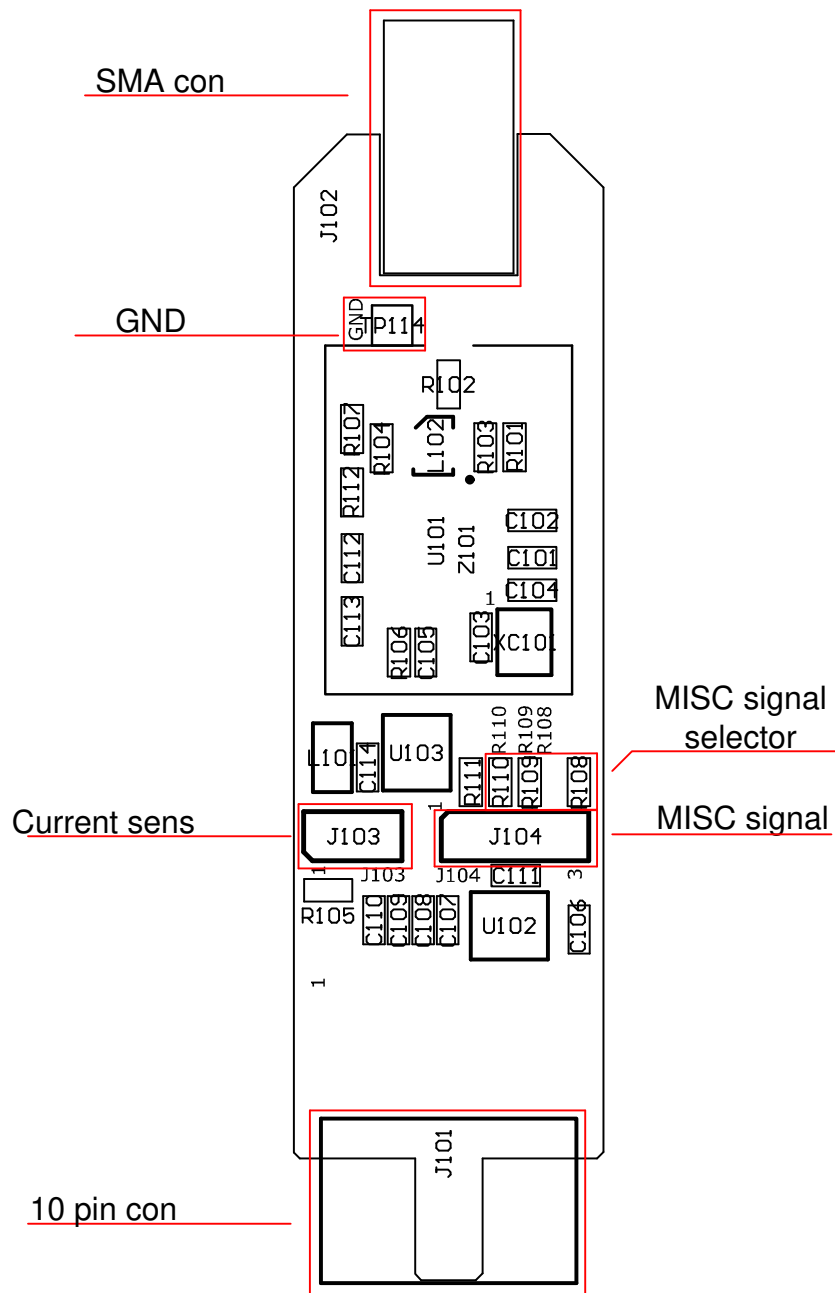 SMA con
J102
GND
GND
TP114
R102
R107
R104
L102
R103
R101
R112
U101
Z101
C102
C101
C104
C112
C113
1
R106
C105
C103
XC101
MISC signal
selector
R110
R109
R108
L101
C114
U103
R111
R110
R109
R108
1
Current sens
J103
J104
MISC signal
1
J103
J104
C111
3
R105
C110
C109
C108
C107
U102
C106
1
J101
10 pin con